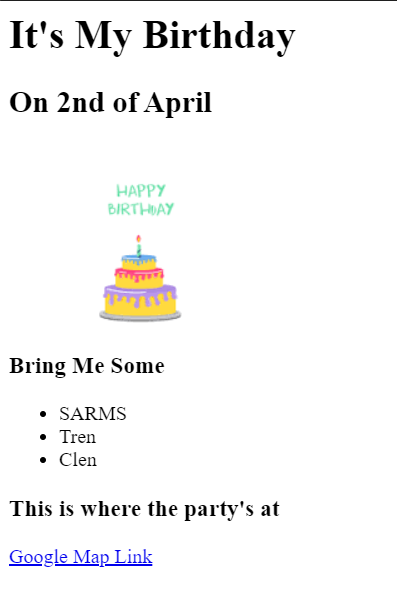 It's My Birthday
On 2nd of April
HAPPY
BIRTHDAY
Bring Me Some
SARMS
Tren
Clen
This is where the party's at
Google Map Link